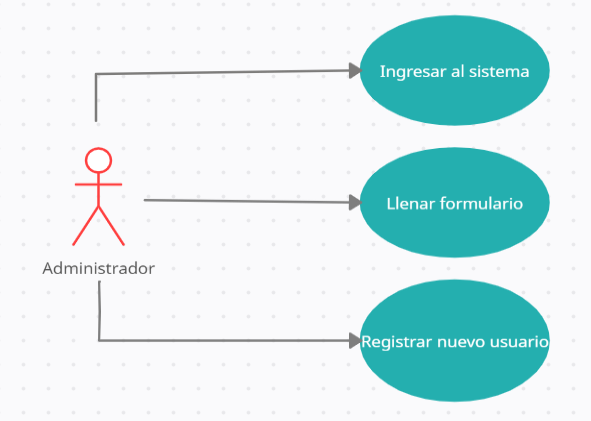 Ingresar al sistema
Llenar formulario
Administrador
Registrar nuevo usuario